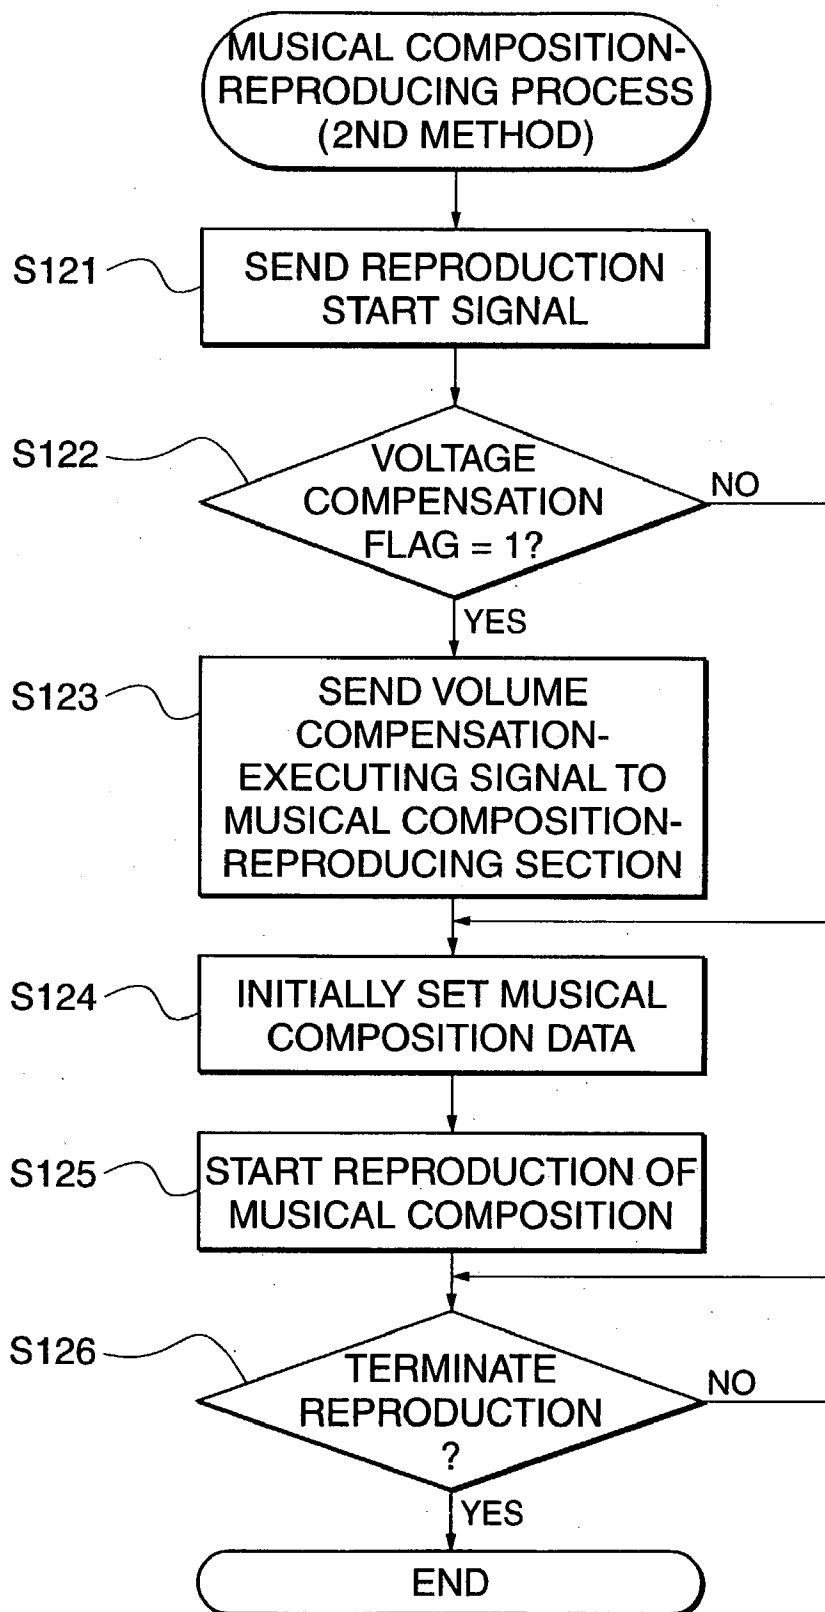 MUSICAL COMPOSITION-
REPRODUCING PROCESS
(2ND METHOD)
S121
SEND REPRODUCTION
START SIGNAL
S122
VOLTAGE
COMPENSATION
FLAG = 1?
NO
YES
S123
SEND VOLUME
COMPENSATION-
EXECUTING SIGNAL TO
MUSICAL COMPOSITION-
REPRODUCING SECTION
S124
INITIALLY SET MUSICAL
COMPOSITION DATA
S125
START REPRODUCTION OF
MUSICAL COMPOSITION
S126
TERMINATE
REPRODUCTION
?
NO
YES
END